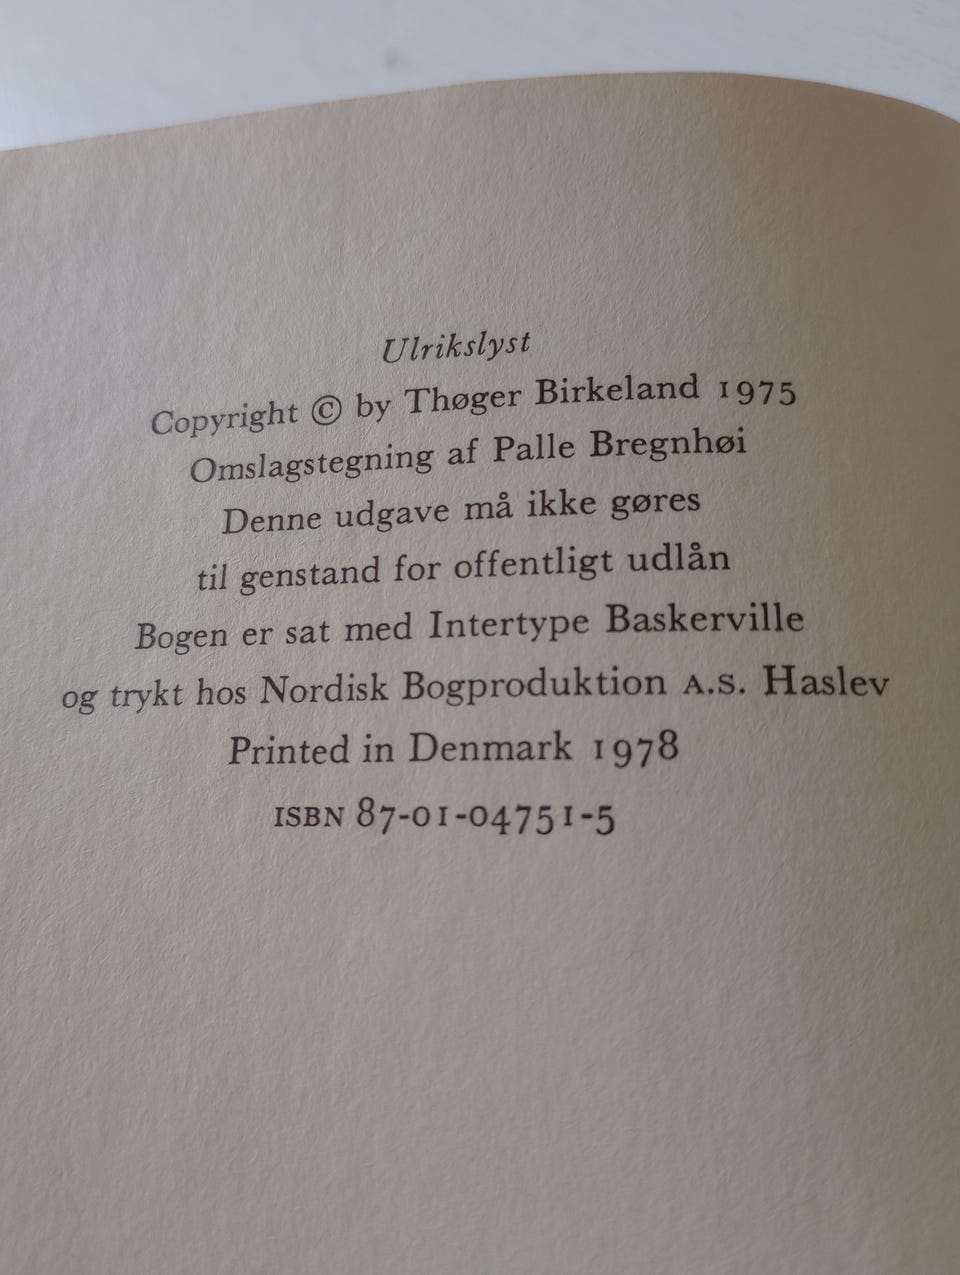 Ulrikslyst
Copyright © by Thøger Birkeland 1975
Omslagstegning af Palle Bregnhøi
Denne udgave må ikke gøres
til genstand for offentligt udlån
Bogen er sat med Intertype Baskerville
og trykt hos Nordisk Bogproduktion A.S. Haslev
Printed in Denmark 1978
ISBN 87-01-04751-5